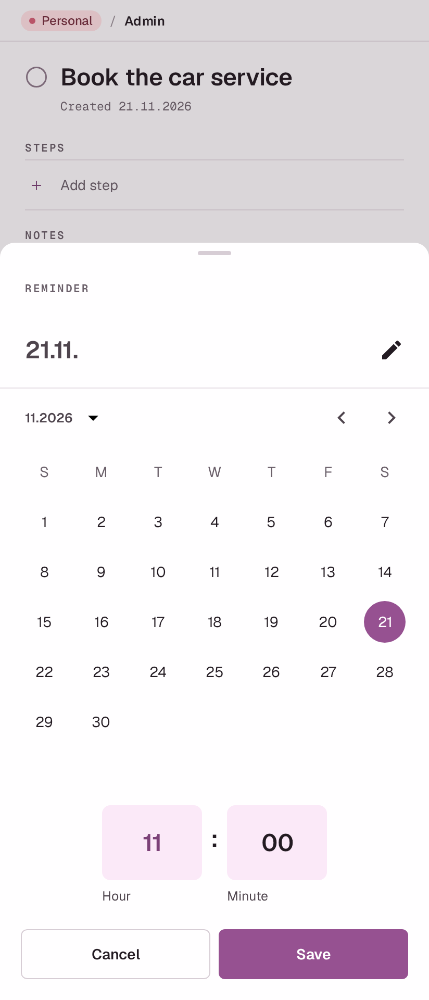 Personal / Admin
Book the car service
Created 21.11.2026
STEPS
+ Add step
NOTES
REMINDER
21.11.
11.2026
S M T W T F S
1 2 3 4 5 6 7
8 9 10 11 12 13 14
15 16 17 18 19 20 21
22 23 24 25 26 27 28
29 30
11 : 00
Hour Minute
Cancel Save